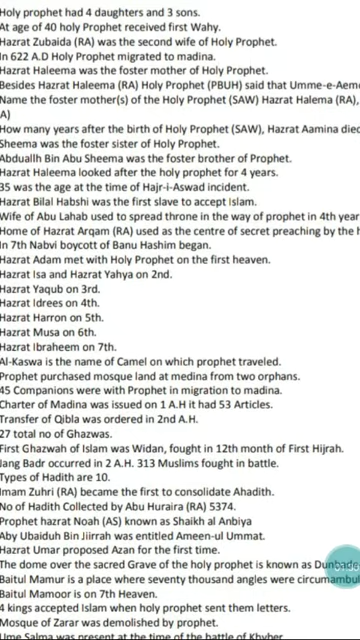 Holy prophet had 4 daughters and 3 sons.
At age of 40 holy Prophet received first Wahy.
Hazrat Zubaida (RA) was the second wife of Holy Prophet.
In 622 A.D Holy Prophet migrated to madina.
Hazrat Haleema was the foster mother of Holy Prophet.
Besides Hazrat Haleema (RA) Holy Prophet (PBUH) said that Umme-e-Aeme
Name the foster mother(s) of the Holy Prophet (SAW) Hazrat Halema (RA),
A)
How many years after the birth of Holy Prophet (SAW), Hazrat Aamina died
Sheema was the foster sister of Holy Prophet.
Abduallh Bin Abu Sheema was the foster brother of Prophet.
Hazrat Haleema looked after the holy prophet for 4 years.
35 was the age at the time of Hajr-i-Aswad incident.
Hazrat Bilal Habshi was the first slave to accept Islam.
Wife of Abu Lahab used to spread throne in the way of prophet in 4th year
Home of Hazrat Arqam (RA) used as the centre of secret preaching by the h
In 7th Nabvi boycott of Banu Hashim began.
Hazrat Adam met with Holy Prophet on the first heaven.
Hazrat Isa and Hazrat Yahya on 2nd.
Hazrat Yaqub on 3rd.
Hazrat Idrees on 4th.
Hazrat Harron on 5th.
Hazrat Musa on 6th.
Hazrat Ibraheem on 7th.
Al-Kaswa is the name of Camel on which prophet traveled.
Prophet purchased mosque land at medina from two orphans.
45 Companions were with Prophet in migration to madina.
Charter of Madina was issued on 1 A.H it had 53 Articles.
Transfer of Qibla was ordered in 2nd A.H.
27 total no of Ghazwas.
First Ghazwah of Islam was Widan, fought in 12th month of First Hijrah.
Jang Badr occurred in 2 A.H. 313 Muslims fought in battle.
Types of Hadith are 10.
Imam Zuhri (RA) became the first to consolidate Ahadith.
No of Hadith Collected by Abu Huraira (RA) 5374.
Prophet hazrat Noah (AS) known as Shaikh al Anbiya
Aby Ubaiduh Bin Jiirrah was entitled Ameen-ul Ummat.
Hazrat Umar proposed Azan for the first time.
The dome over the sacred Grave of the holy prophet is known as Dunbade
Baitul Mamur is a place where seventy thousand angles were circumambul
Baitul Mamoor is on 7th Heaven.
4 kings accepted Islam when holy prophet sent them letters.
Mosque of Zarar was demolished by prophet.
Ume Salma was present at the time of the battle of Khyber